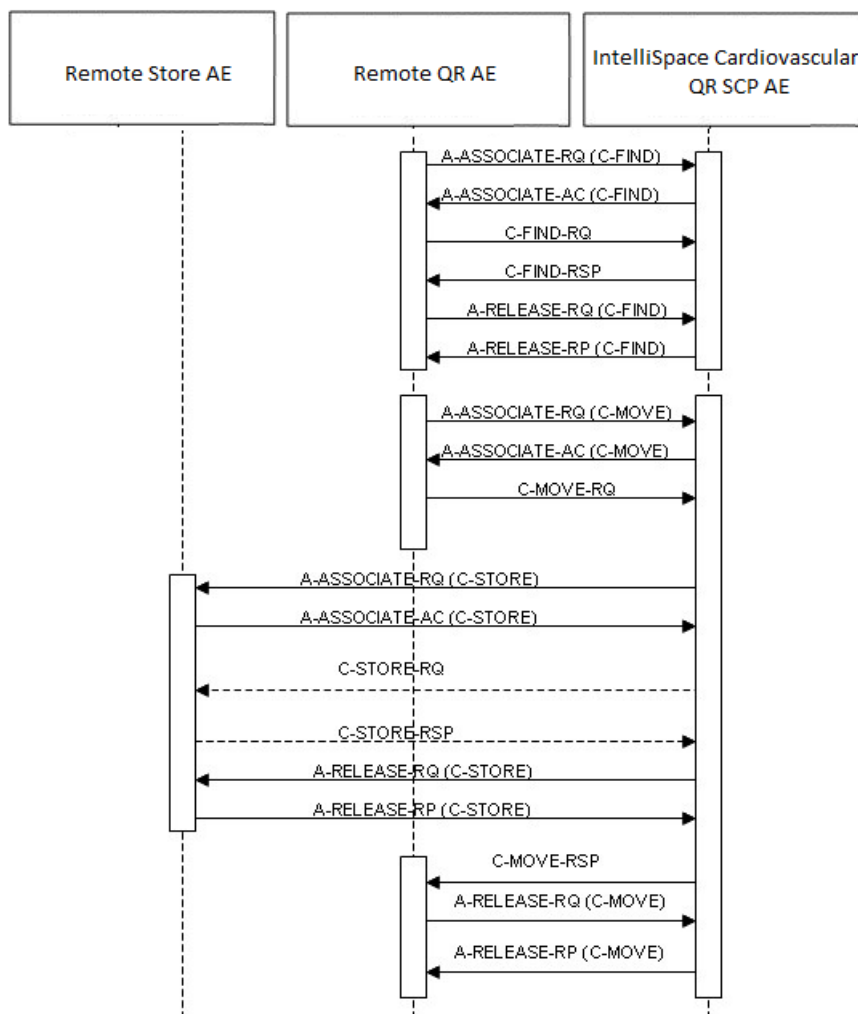 Remote Store AE
Remote QR AE
IntelliSpace Cardiovascular
QR SCP AE
A-ASSOCIATE-RQ (C-FIND)
A-ASSOCIATE-AC (C-FIND)
C-FIND-RQ
C-FIND-RSP
A-RELEASE-RQ (C-FIND)
A-RELEASE-RP (C-FIND)
A-ASSOCIATE-RQ (C-MOVE)
A-ASSOCIATE-AC (C-MOVE)
C-MOVE-RQ
A-ASSOCIATE-RQ (C-STORE)
A-ASSOCIATE-AC (C-STORE)
C-STORE-RQ
C-STORE-RSP
A-RELEASE-RQ (C-STORE)
A-RELEASE-RP (C-STORE)
C-MOVE-RSP
A-RELEASE-RQ (C-MOVE)
A-RELEASE-RP (C-MOVE)